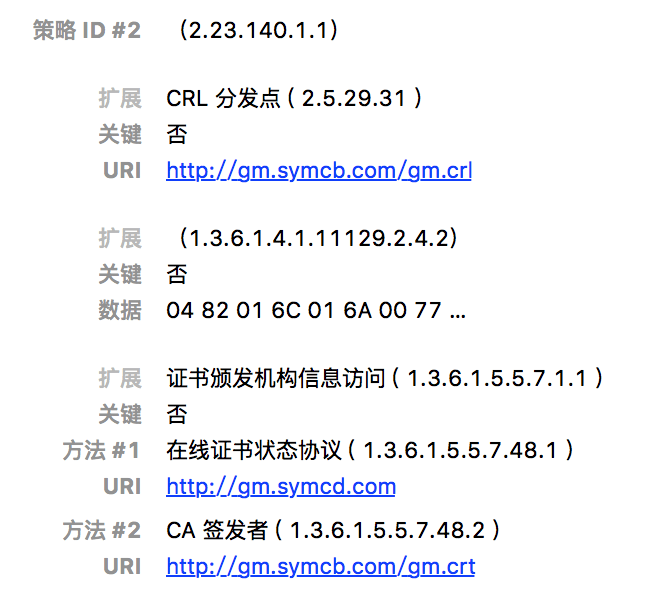 策略 ID #2 （2.23.140.1.1）
扩展 CRL 分发点 ( 2.5.29.31 )
关键 否
URI http://gm.symcb.com/gm.crl
扩展 （1.3.6.1.4.1.11129.2.4.2）
关键 否
数据 04 82 01 6C 01 6A 00 77 ...
扩展 证书颁发机构信息访问 ( 1.3.6.1.5.5.7.1.1 )
关键 否
方法 #1 在线证书状态协议 ( 1.3.6.1.5.5.7.48.1 )
URI http://gm.symcd.com
方法 #2 CA 签发者 ( 1.3.6.1.5.5.7.48.2 )
URI http://gm.symcb.com/gm.crt